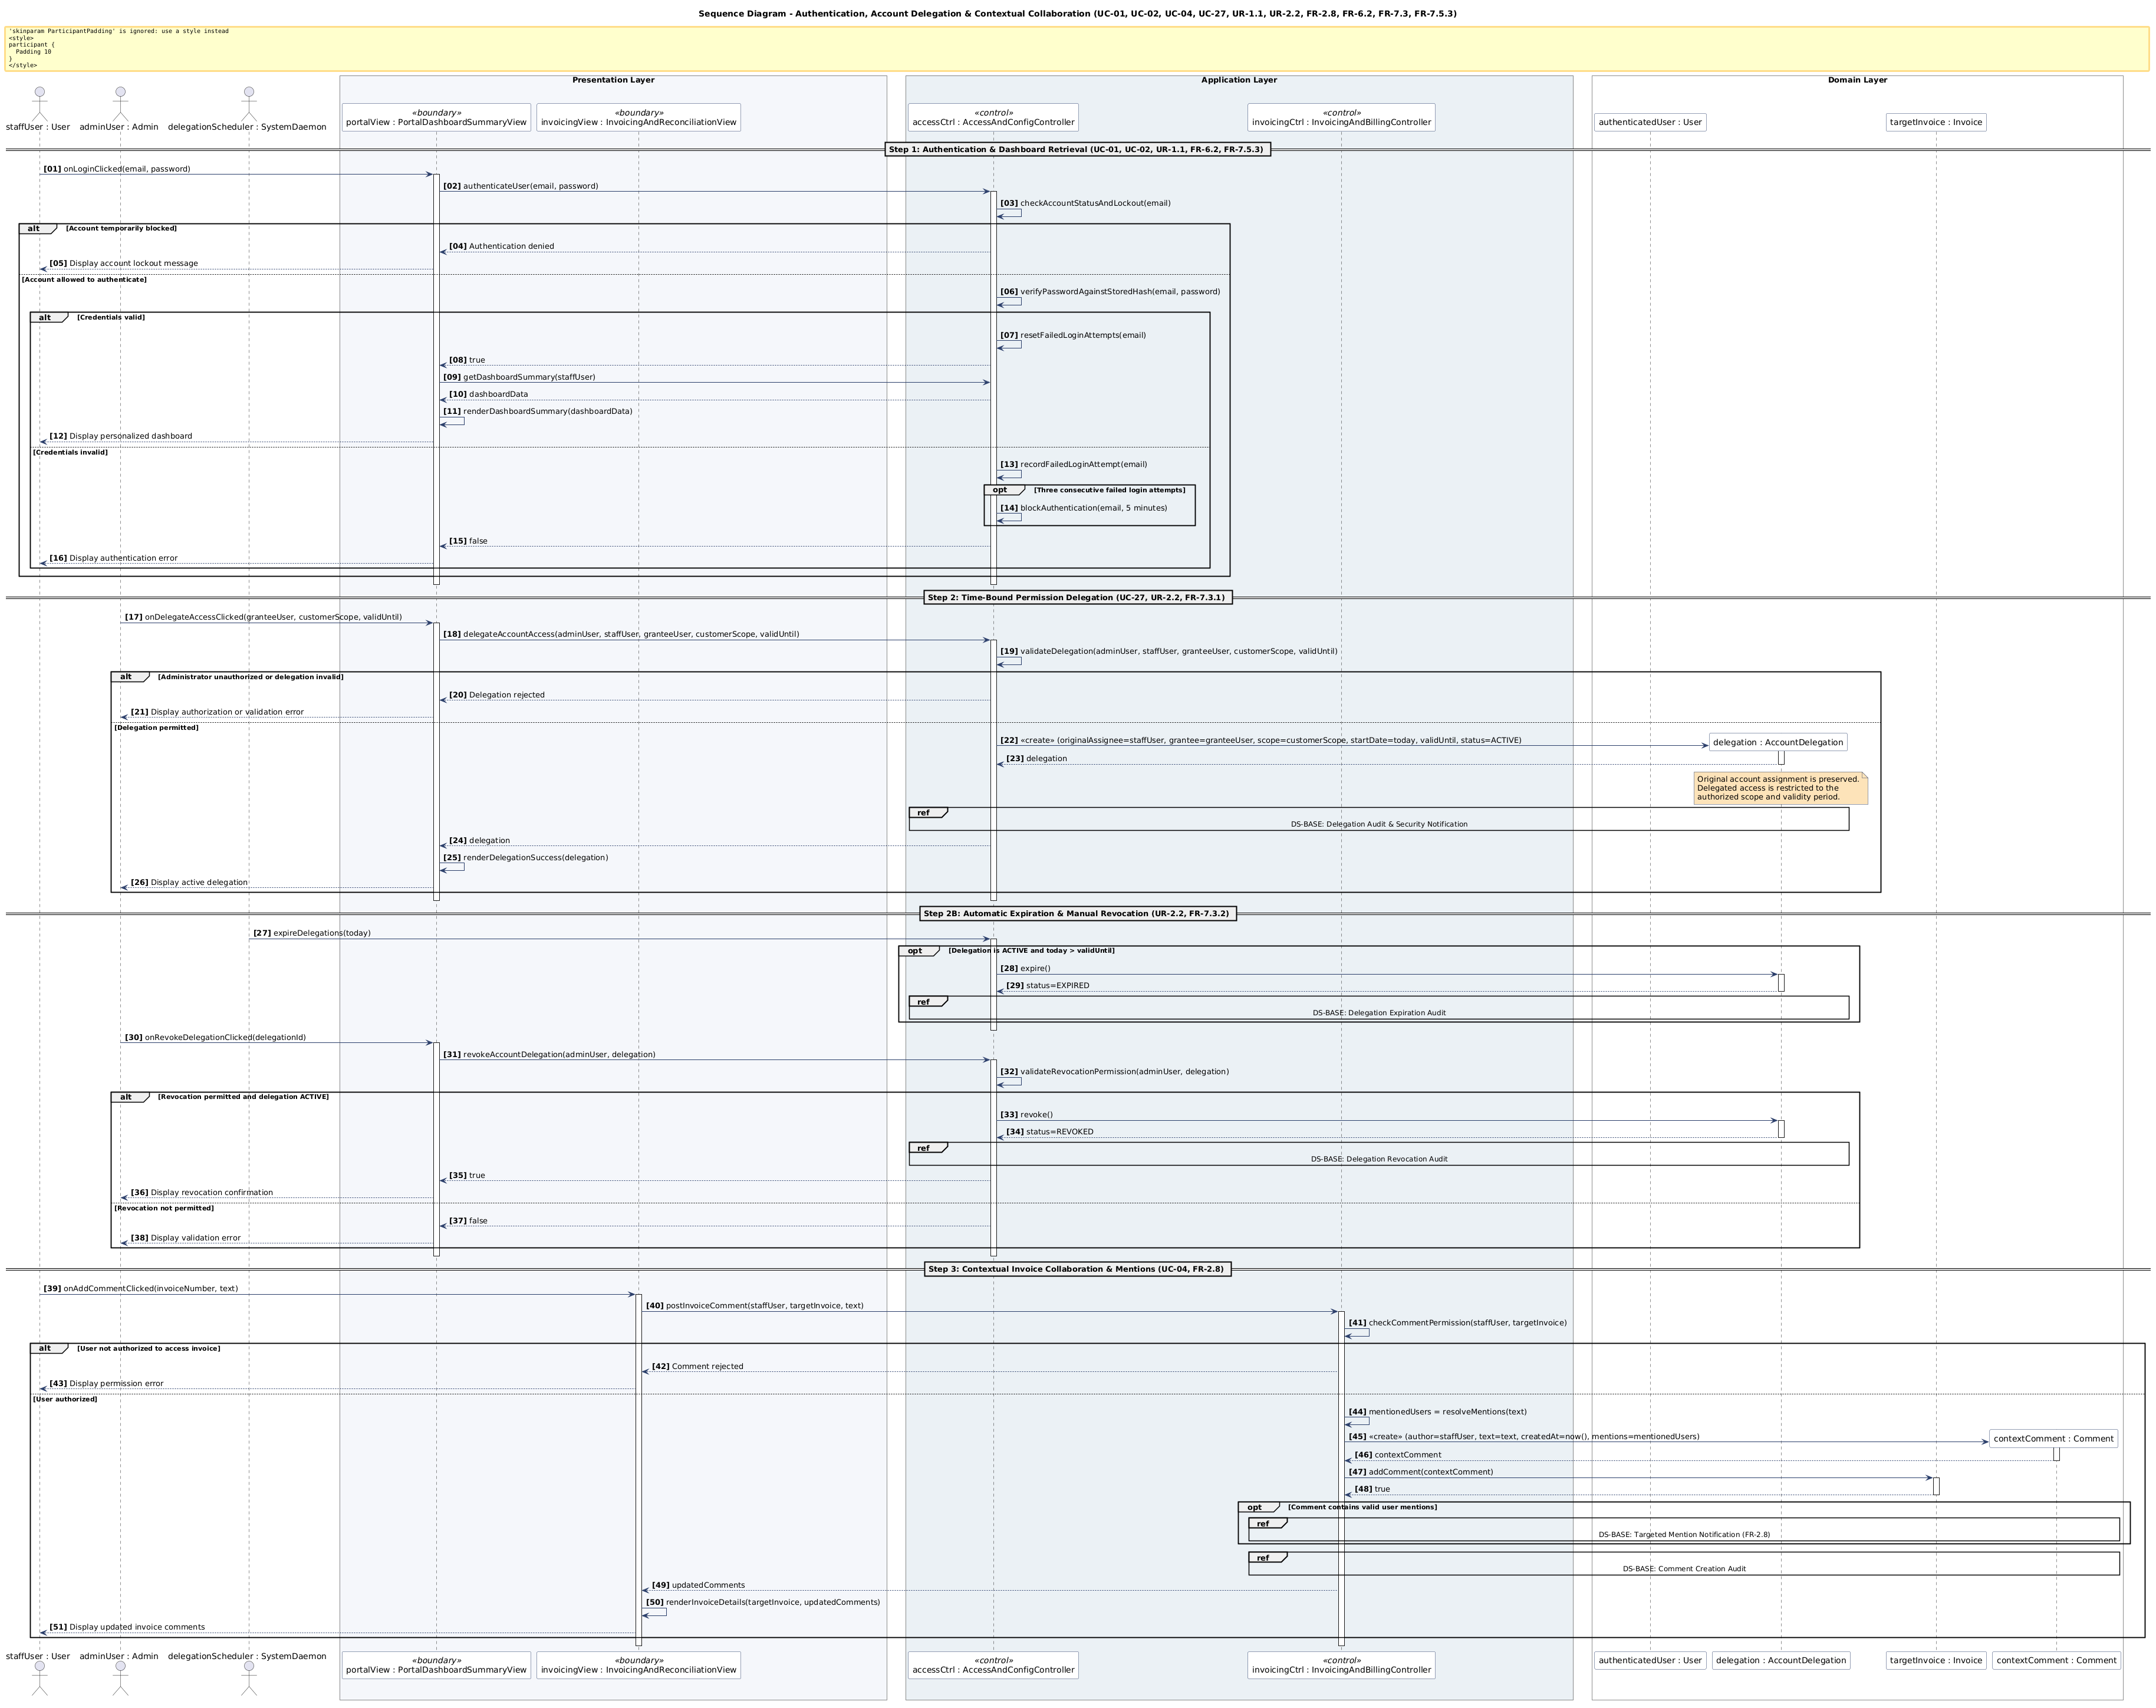 Sequence Diagram - Authentication, Account Delegation & Contextual Collaboration (UC-01, UC-02, UC-04, UC-27, UR-1.1, UR-2.2, FR-2.8, FR-6.2, FR-7.3, FR-7.5.3)
'skinparam ParticipantPadding' is ignored: use a style instead
<style>
participant {
  Padding 10
}
</style>
Presentation Layer
Application Layer
Domain Layer
staffUser : User
adminUser : Admin
delegationScheduler : SystemDaemon
«boundary»
portalView : PortalDashboardSummaryView
«boundary»
invoicingView : InvoicingAndReconciliationView
«control»
accessCtrl : AccessAndConfigController
«control»
invoicingCtrl : InvoicingAndBillingController
authenticatedUser : User
targetInvoice : Invoice
Step 1: Authentication & Dashboard Retrieval (UC-01, UC-02, UR-1.1, FR-6.2, FR-7.5.3)
[01] onLoginClicked(email, password)
[02] authenticateUser(email, password)
[03] checkAccountStatusAndLockout(email)
alt [Account temporarily blocked]
[04] Authentication denied
[05] Display account lockout message
[Account allowed to authenticate]
[06] verifyPasswordAgainstStoredHash(email, password)
alt [Credentials valid]
[07] resetFailedLoginAttempts(email)
[08] true
[09] getDashboardSummary(staffUser)
[10] dashboardData
[11] renderDashboardSummary(dashboardData)
[12] Display personalized dashboard
[Credentials invalid]
[13] recordFailedLoginAttempt(email)
opt [Three consecutive failed login attempts]
[14] blockAuthentication(email, 5 minutes)
[15] false
[16] Display authentication error
Step 2: Time-Bound Permission Delegation (UC-27, UR-2.2, FR-7.3.1)
[17] onDelegateAccessClicked(granteeUser, customerScope, validUntil)
[18] delegateAccountAccess(adminUser, staffUser, granteeUser, customerScope, validUntil)
[19] validateDelegation(adminUser, staffUser, granteeUser, customerScope, validUntil)
alt [Administrator unauthorized or delegation invalid]
[20] Delegation rejected
[21] Display authorization or validation error
[Delegation permitted]
[22] «create» (originalAssignee=staffUser, grantee=granteeUser, scope=customerScope, startDate=today, validUntil, status=ACTIVE)
delegation : AccountDelegation
[23] delegation
Original account assignment is preserved.
Delegated access is restricted to the
authorized scope and validity period.
ref
DS-BASE: Delegation Audit & Security Notification
[24] delegation
[25] renderDelegationSuccess(delegation)
[26] Display active delegation
Step 2B: Automatic Expiration & Manual Revocation (UR-2.2, FR-7.3.2)
[27] expireDelegations(today)
opt [Delegation is ACTIVE and today > validUntil]
[28] expire()
[29] status=EXPIRED
ref
DS-BASE: Delegation Expiration Audit
[30] onRevokeDelegationClicked(delegationId)
[31] revokeAccountDelegation(adminUser, delegation)
[32] validateRevocationPermission(adminUser, delegation)
alt [Revocation permitted and delegation ACTIVE]
[33] revoke()
[34] status=REVOKED
ref
DS-BASE: Delegation Revocation Audit
[35] true
[36] Display revocation confirmation
[Revocation not permitted]
[37] false
[38] Display validation error
Step 3: Contextual Invoice Collaboration & Mentions (UC-04, FR-2.8)
[39] onAddCommentClicked(invoiceNumber, text)
[40] postInvoiceComment(staffUser, targetInvoice, text)
[41] checkCommentPermission(staffUser, targetInvoice)
alt [User not authorized to access invoice]
[42] Comment rejected
[43] Display permission error
[User authorized]
[44] mentionedUsers = resolveMentions(text)
[45] «create» (author=staffUser, text=text, createdAt=now(), mentions=mentionedUsers)
contextComment : Comment
[46] contextComment
[47] addComment(contextComment)
[48] true
opt [Comment contains valid user mentions]
ref
DS-BASE: Targeted Mention Notification (FR-2.8)
ref
DS-BASE: Comment Creation Audit
[49] updatedComments
[50] renderInvoiceDetails(targetInvoice, updatedComments)
[51] Display updated invoice comments
staffUser : User
adminUser : Admin
delegationScheduler : SystemDaemon
«boundary»
portalView : PortalDashboardSummaryView
«boundary»
invoicingView : InvoicingAndReconciliationView
«control»
accessCtrl : AccessAndConfigController
«control»
invoicingCtrl : InvoicingAndBillingController
authenticatedUser : User
delegation : AccountDelegation
targetInvoice : Invoice
contextComment : Comment